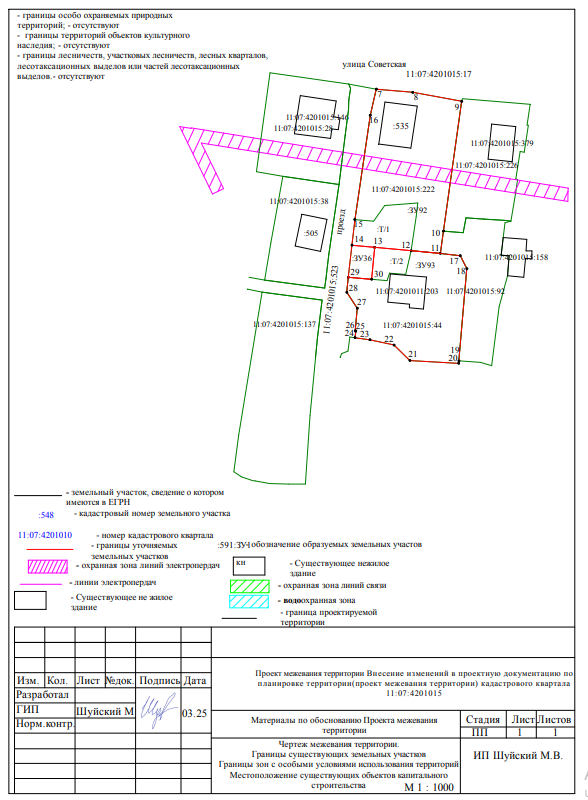 - границы особо охраняемых природных
территорий; - отсутствуют
- границы территорий объектов культурного
наследия; - отсутствуют
- границы лесничеств, участковых лесничеств, лесных кварталов,
лесотаксационных выделов или частей лесотаксационных
выделов.- отсутствуют
улица Советская
11:07:4201015:17
7
8
9
11:07:4201015:146
16
11:07:4201015:28
:535
11:07:4201015:379
11:07:4201015:226
11:07:4201015:222
11:07:4201015:38
:ЗУ92
15
проезд
:Т/1
10
:505
14
13
12
11
:ЗУ36
:Т/2
:ЗУ93
17
11:07:4201015:158
18
29
30
28
11:07:4201011:203
11:07:4201015:92
11:07:4201015:523
27
11:07:4201015:137
26
25
11:07:4201015:44
24
23
22
21
19
20
- земельный участок, сведение о котором
имеются в ЕГРН
:548
- кадастровый номер земельного участка
11:07:4201010
- номер кадастрового квартала
- границы уточняемых
земельных участков
:591:ЗУ1
- обозначение образуемых земельных участов
- охранная зона линий электропердач
кн
- Существующее нежилое
здание
- линии электропердач
- охранная зона линий связи
- Существующее не жилое
здание
- водоохранная зона
- граница проектируемой
территории
Изм.
Кол.
Лист
№док.
Подпись
Дата
Разработал
ГИП
Шуйский М
03.25
Норм.контр.
Проект межевания территории Внесение изменений в проектную документацию по
планировке территории(проект межевания территории) кадастрового квартала
11:07:4201015
Материалы по обоснованию Проекта межевания
территории
Стадия
Лист
Листов
ПП
1
1
Чертеж межевания территории.
Границы существующих земельных участков
Границы зон с особыми условиями использования территорий
Местоположение существующих объектов капитального
строительства
М 1 : 1000
ИП Шуйский М.В.